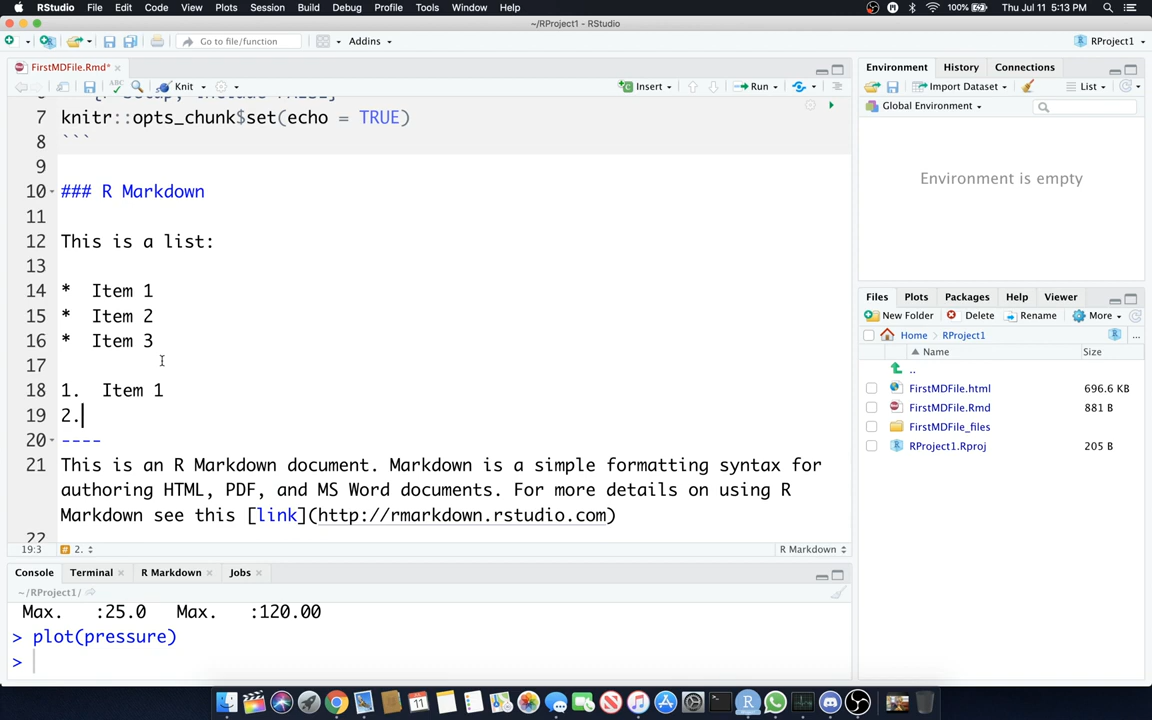 RStudio File Edit Code View Plots Session Build Debug Profile Tools Window Help 100% Thu Jul 11 5:13 PM
~/RProject1 - RStudio
Go to file/function Addins RProject1
FirstMDFile.Rmd*
ABC Knit Insert Run
7 knitr::opts_chunk$set(echo = TRUE)
8 ```
9
10 ### R Markdown
11
12 This is a list:
13
14 * Item 1
15 * Item 2
16 * Item 3
17
18 1. Item 1
19 2.
20 ----
21 This is an R Markdown document. Markdown is a simple formatting syntax for
authoring HTML, PDF, and MS Word documents. For more details on using R
Markdown see this [link](http://rmarkdown.rstudio.com)
22
19:3 # 2. R Markdown
Console Terminal R Markdown Jobs
~/RProject1/
Max. :25.0 Max. :120.00
> plot(pressure)
>
Environment History Connections
Import Dataset List
Global Environment
Environment is empty
Files Plots Packages Help Viewer
New Folder Delete Rename More
Home RProject1 ...
Name Size
..
FirstMDFile.html 696.6 KB
FirstMDFile.Rmd 881 B
FirstMDFile_files
RProject1.Rproj 205 B